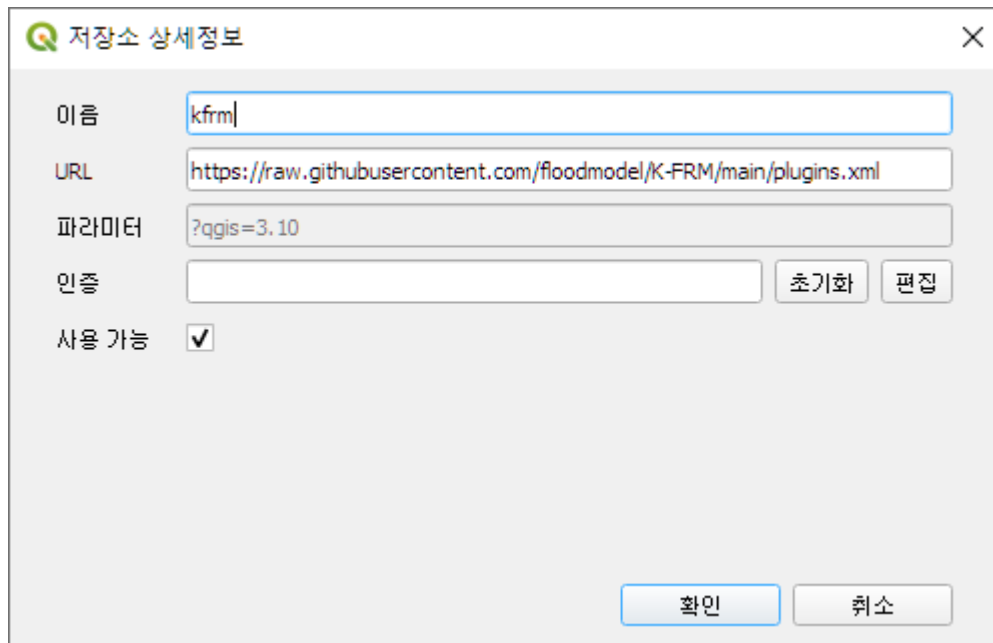 저장소 상세정보
이름 kfrm
URL https://raw.githubusercontent.com/floodmodel/K-FRM/main/plugins.xml
파라미터 ?qgis=3.10
인증 초기화 편집
사용 가능
확인 취소